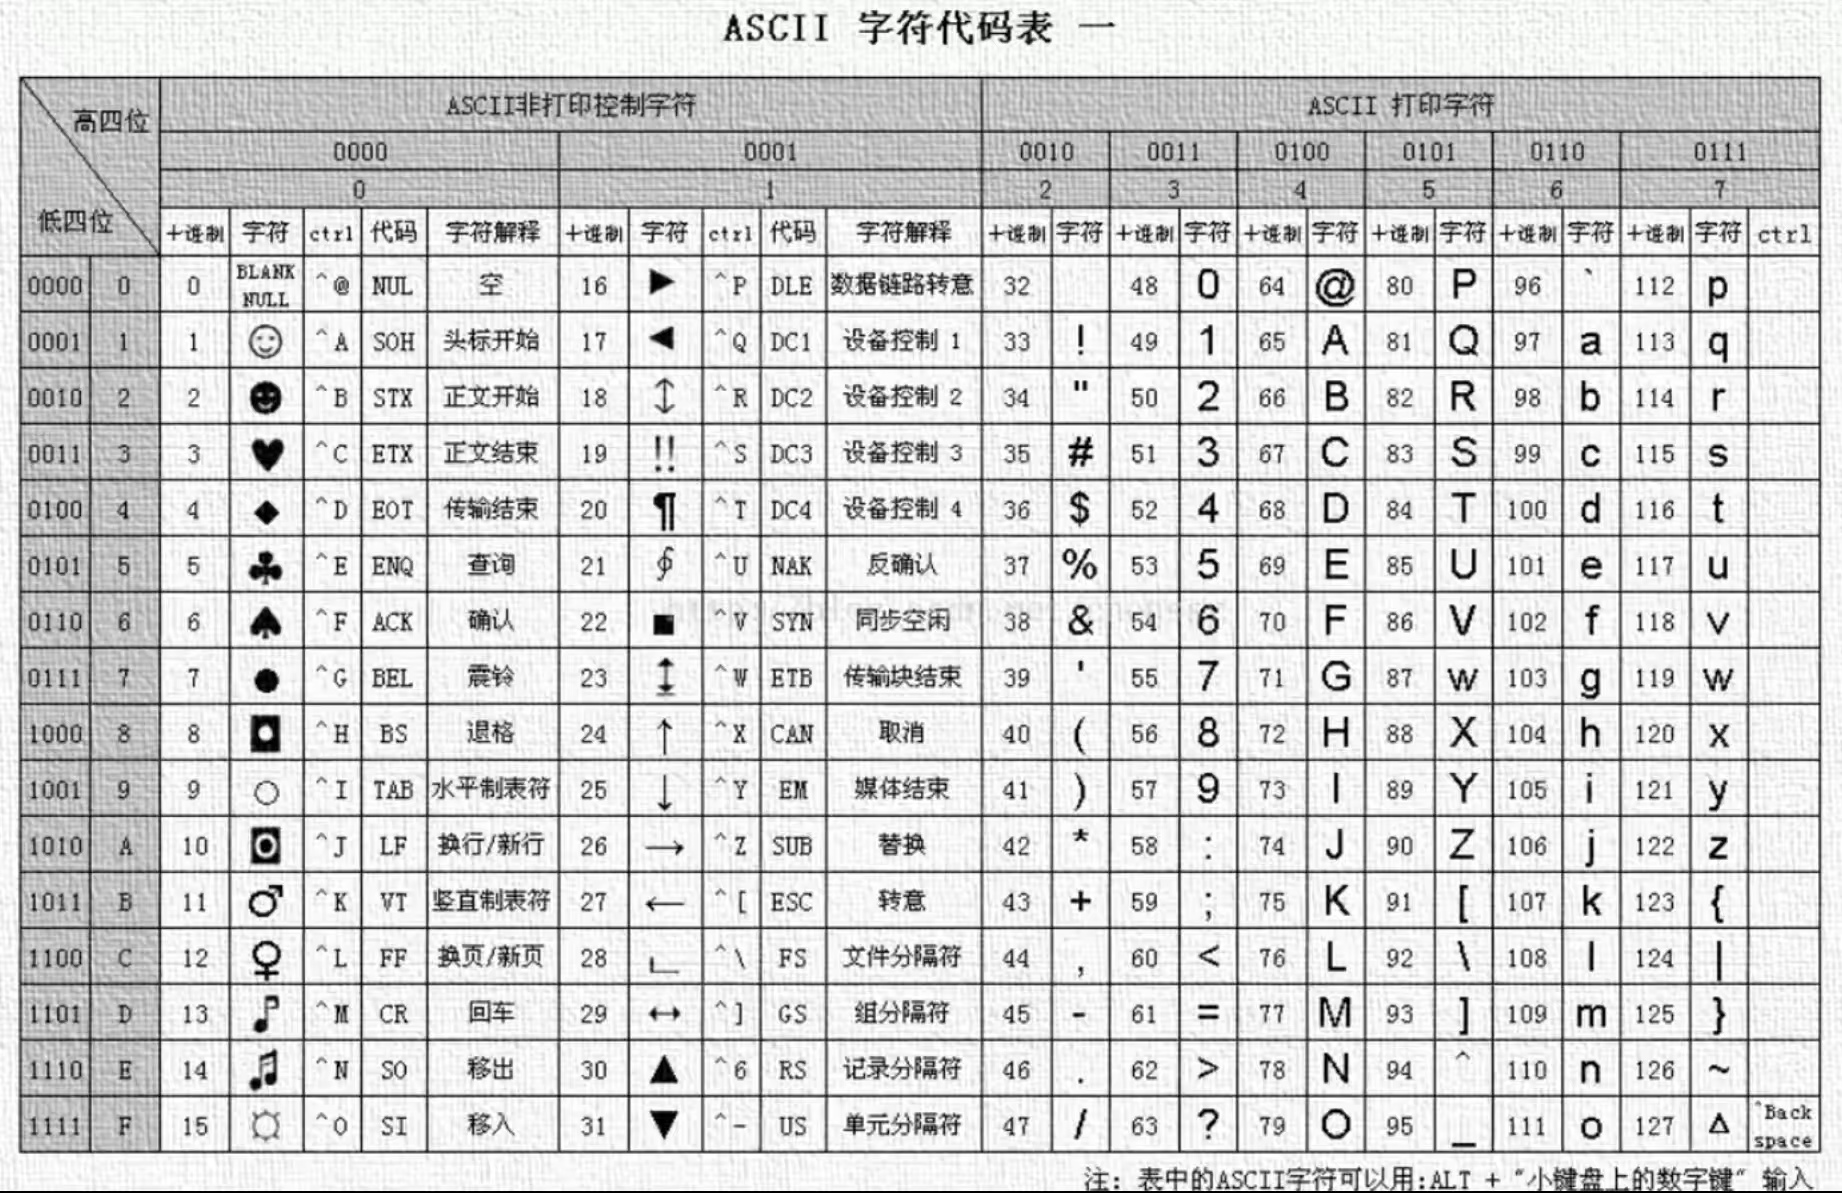 ASCII 字符代码表 一
高四位 ASCII非打印控制字符 ASCII 打印字符
0000 0001 0010 0011 0100 0101 0110 0111
0 1 2 3 4 5 6 7
低四位 十进制 字符 ctrl 代码 字符解释 十进制 字符 ctrl 代码 字符解释 十进制 字符 十进制 字符 十进制 字符 十进制 字符 十进制 字符 十进制 字符 ctrl
0000 0 0 BLANK NULL ^@ NUL 空 16 ► ^P DLE 数据链路转意 32 48 0 64 @ 80 P 96 ` 112 p
0001 1 1 ☺ ^A SOH 头标开始 17 ◄ ^Q DC1 设备控制 1 33 ! 49 1 65 A 81 Q 97 a 113 q
0010 2 2 ☻ ^B STX 正文开始 18 ↕ ^R DC2 设备控制 2 34 " 50 2 66 B 82 R 98 b 114 r
0011 3 3 ♥ ^C ETX 正文结束 19 !! ^S DC3 设备控制 3 35 # 51 3 67 C 83 S 99 c 115 s
0100 4 4 ◆ ^D EOT 传输结束 20 ¶ ^T DC4 设备控制 4 36 $ 52 4 68 D 84 T 100 d 116 t
0101 5 5 ♣ ^E ENQ 查询 21 ∮ ^U NAK 反确认 37 % 53 5 69 E 85 U 101 e 117 u
0110 6 6 ♠ ^F ACK 确认 22 ■ ^V SYN 同步空闲 38 & 54 6 70 F 86 V 102 f 118 v
0111 7 7 ● ^G BEL 震铃 23 ↨ ^W ETB 传输块结束 39 ' 55 7 71 G 87 w 103 g 119 w
1000 8 8 ◘ ^H BS 退格 24 ↑ ^X CAN 取消 40 ( 56 8 72 H 88 X 104 h 120 x
1001 9 9 ○ ^I TAB 水平制表符 25 ↓ ^Y EM 媒体结束 41 ) 57 9 73 I 89 Y 105 i 121 y
1010 A 10 ◙ ^J LF 换行/新行 26 → ^Z SUB 替换 42 * 58 : 74 J 90 Z 106 j 122 z
1011 B 11 ♂ ^K VT 竖直制表符 27 ← ^[ ESC 转意 43 + 59 ; 75 K 91 [ 107 k 123 {
1100 C 12 ♀ ^L FF 换页/新页 28 ∟ ^\ FS 文件分隔符 44 , 60 < 76 L 92 \ 108 l 124 |
1101 D 13 ♪ ^M CR 回车 29 ↔ ^] GS 组分隔符 45 - 61 = 77 M 93 ] 109 m 125 }
1110 E 14 ♫ ^N SO 移出 30 ▲ ^6 RS 记录分隔符 46 . 62 > 78 N 94 ^ 110 n 126 ~
1111 F 15 ☼ ^O SI 移入 31 ▼ ^- US 单元分隔符 47 / 63 ? 79 O 95 _ 111 o 127 Δ ^Back space
注: 表中的ASCII字符可以用:ALT + "小键盘上的数字键" 输入